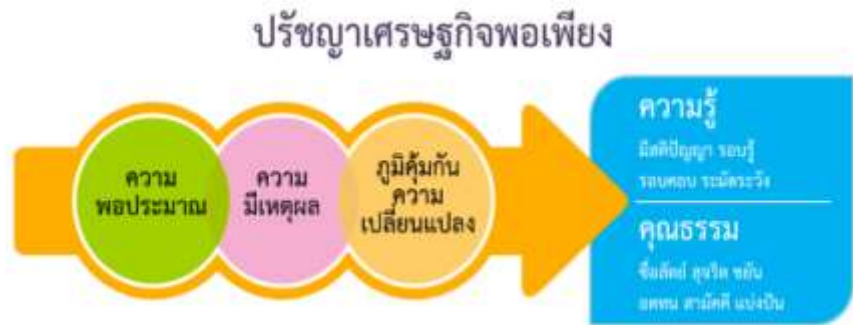 ปรัชญาเศรษฐกิจพอเพียง
ความ
พอประมาณ
ความ
มีเหตุผล
ภูมิคุ้มกัน
ความ
เปลี่ยนแปลง
ความรู้
มีสติปัญญา รอบรู้
รอบคอบ ระมัดระวัง
คุณธรรม
ซื่อสัตย์ สุจริต ขยัน
อดทน สามัคคี แบ่งปัน